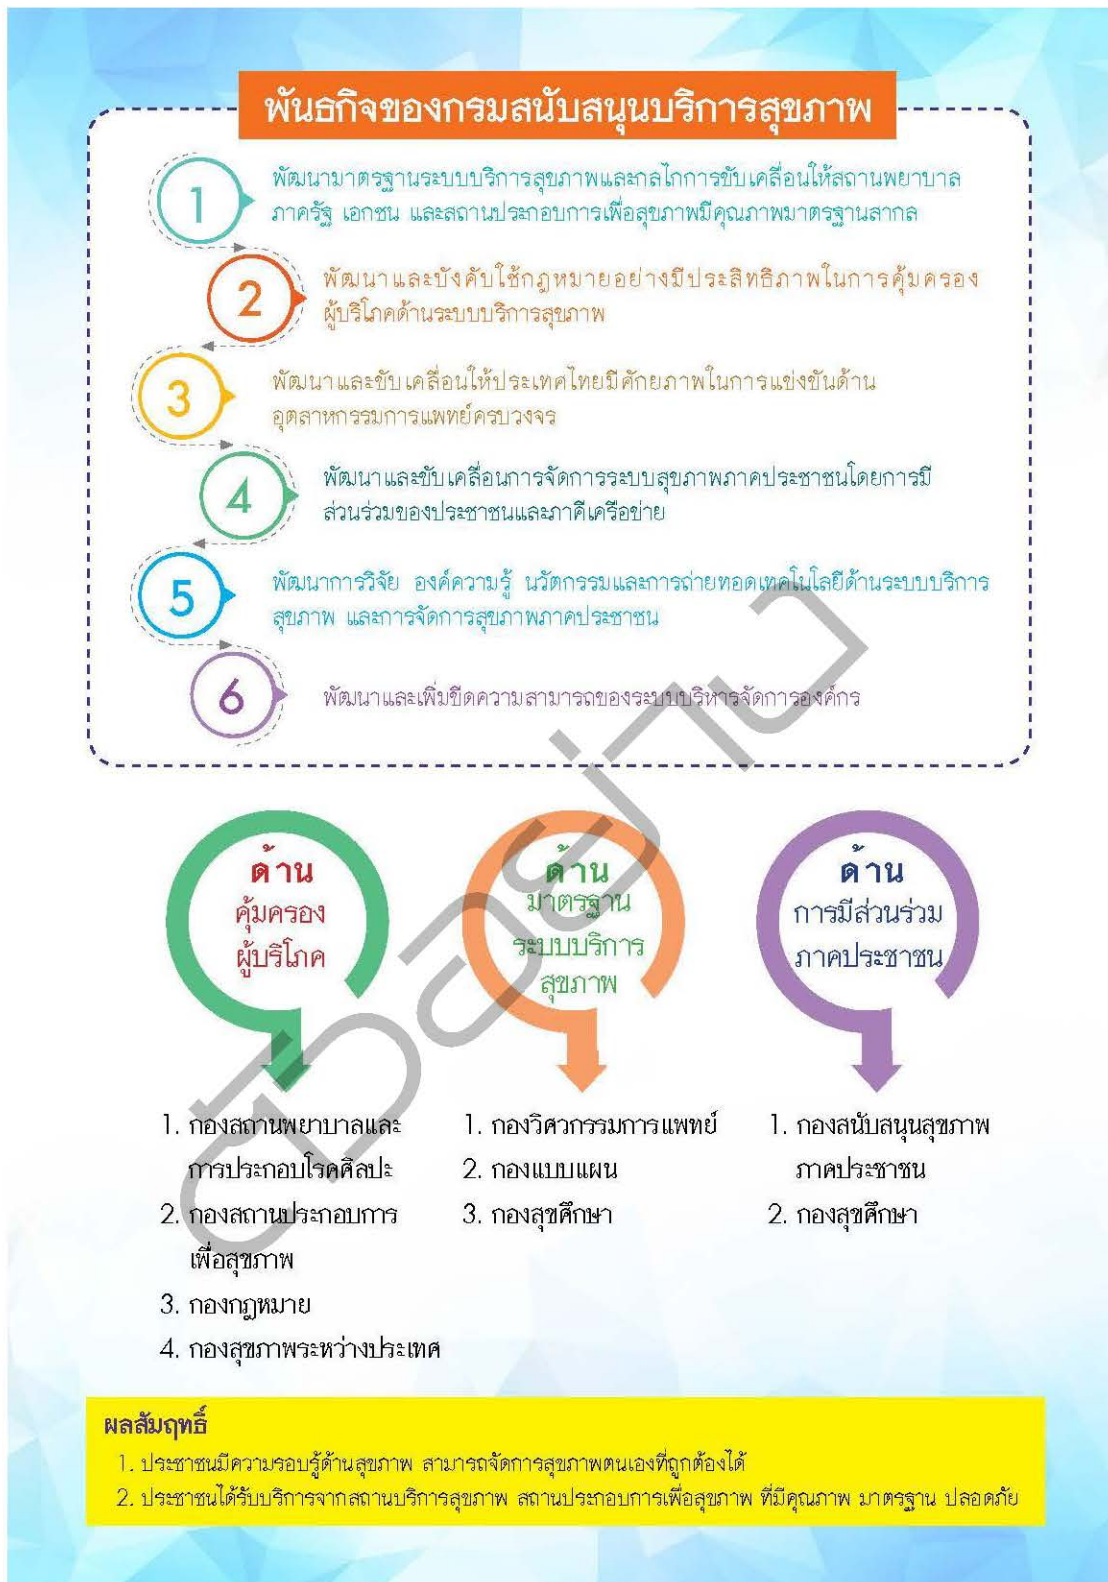 พันธกิจของกรมสนับสนุนบริการสุขภาพ
1
พัฒนามาตรฐานระบบบริการสุขภาพและกลไกการขับเคลื่อนให้สถานพยาบาล
ภาครัฐ เอกชน และสถานประกอบการเพื่อสุขภาพมีคุณภาพมาตรฐานสากล
2
พัฒนาและบังคับใช้กฎหมายอย่างมีประสิทธิภาพในการคุ้มครอง
ผู้บริโภคด้านระบบบริการสุขภาพ
3
พัฒนาและขับเคลื่อนให้ประเทศไทยมีศักยภาพในการแข่งขันด้าน
อุตสาหกรรมการแพทย์ครบวงจร
4
พัฒนาและขับเคลื่อนการจัดการระบบสุขภาพภาคประชาชนโดยการมี
ส่วนร่วมของประชาชนและภาคีเครือข่าย
5
พัฒนาการวิจัย องค์ความรู้ นวัตกรรมและการถ่ายทอดเทคโนโลยีด้านระบบบริการ
สุขภาพ และการจัดการสุขภาพภาคประชาชน
6
พัฒนาและเพิ่มขีดความสามารถของระบบบริหารจัดการองค์กร
ด้าน
คุ้มครอง
ผู้บริโภค
1. กองสถานพยาบาลและ
การประกอบโรคศิลปะ
2. กองสถานประกอบการ
เพื่อสุขภาพ
3. กองกฎหมาย
4. กองสุขภาพระหว่างประเทศ
ด้าน
มาตรฐาน
ระบบบริการ
สุขภาพ
1. กองวิศวกรรมการแพทย์
2. กองแบบแผน
3. กองสุขศึกษา
ด้าน
การมีส่วนร่วม
ภาคประชาชน
1. กองสนับสนุนสุขภาพ
ภาคประชาชน
2. กองสุขศึกษา
ผลสัมฤทธิ์
1. ประชาชนมีความรอบรู้ด้านสุขภาพ สามารถจัดการสุขภาพตนเองที่ถูกต้องได้
2. ประชาชนได้รับบริการจากสถานบริการสุขภาพ สถานประกอบการเพื่อสุขภาพ ที่มีคุณภาพ มาตรฐาน ปลอดภัย
ตัวอย่าง